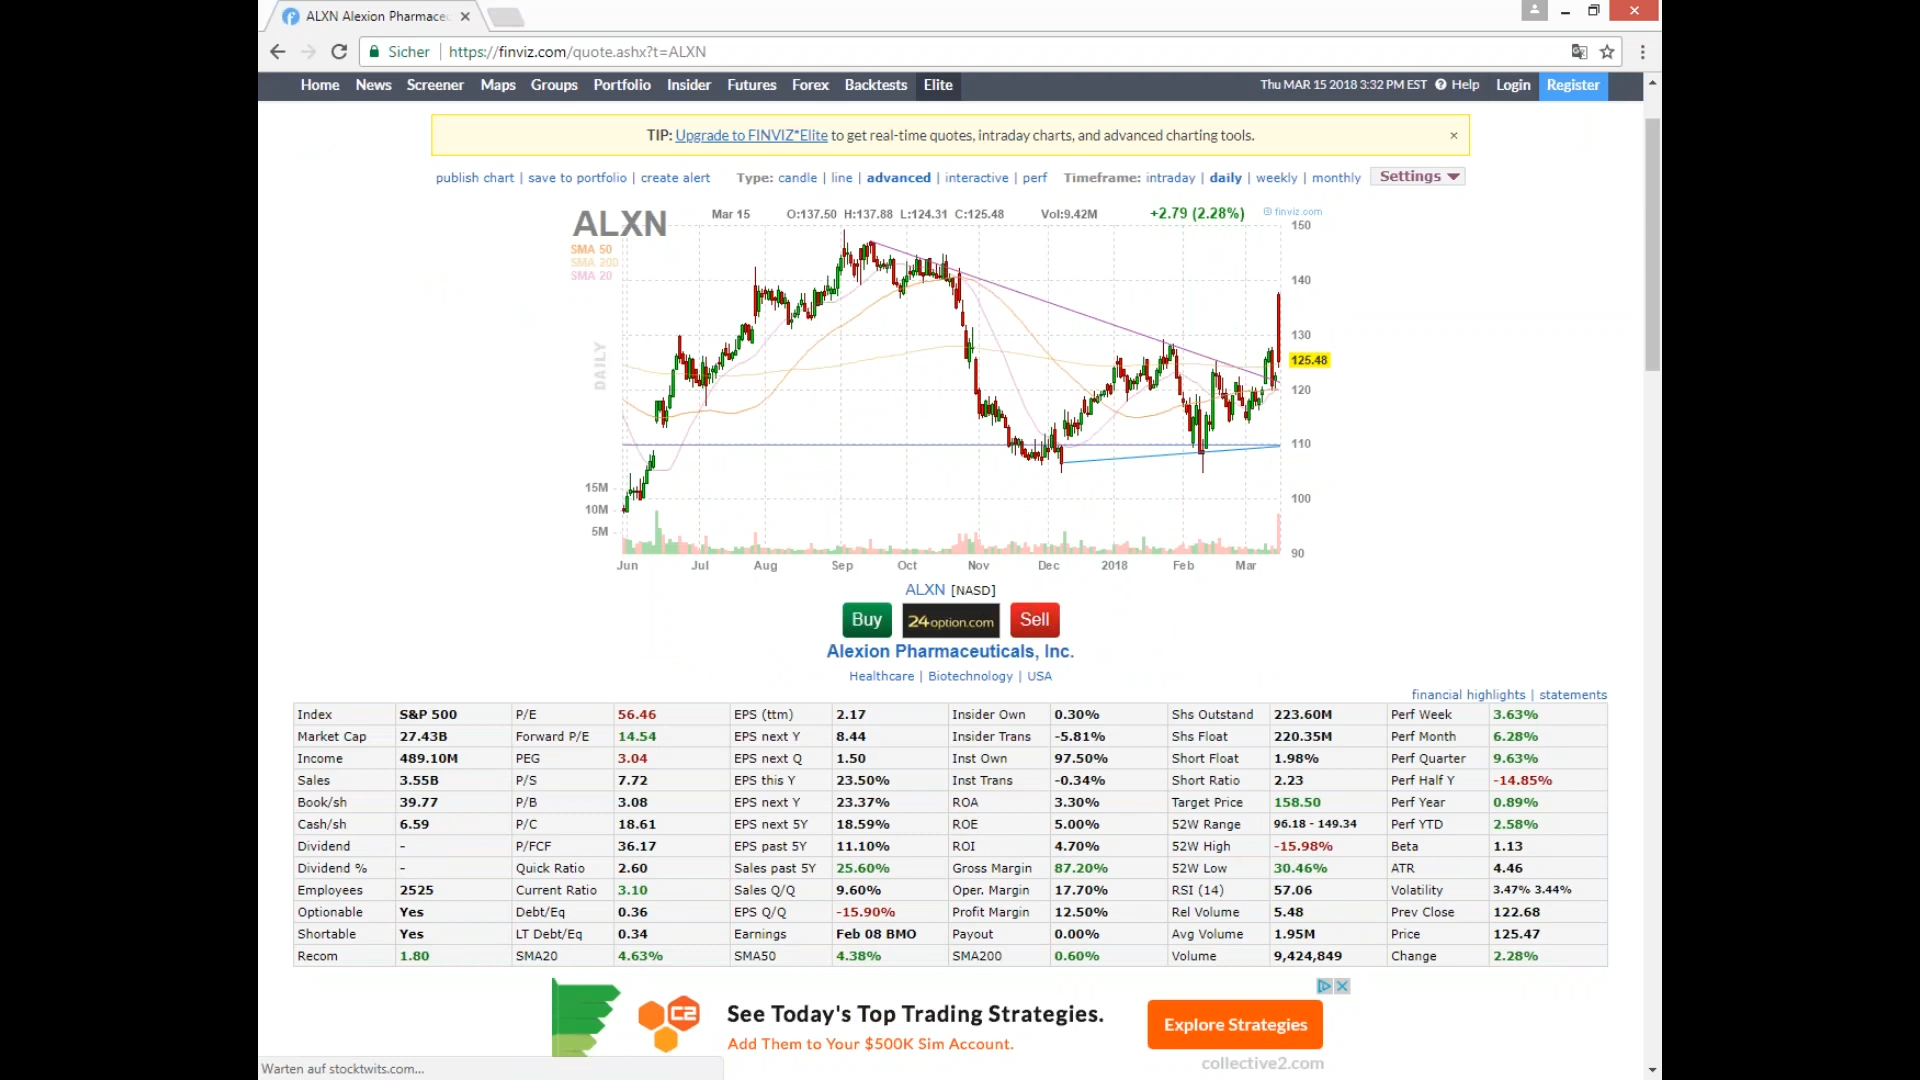 ALXN Alexion Pharmaceu
Sicher | https://finviz.com/quote.ashx?t=ALXN
Home News Screener Maps Groups Portfolio Insider Futures Forex Backtests Elite Thu MAR 15 2018 3:32 PM EST Help Login Register
TIP: Upgrade to FINVIZ*Elite to get real-time quotes, intraday charts, and advanced charting tools. ×
publish chart | save to portfolio | create alert Type: candle | line | advanced | interactive | perf Timeframe: intraday | daily | weekly | monthly Settings
ALXN Mar 15 O:137.50 H:137.88 L:124.31 C:125.48 Vol:9.42M +2.79 (2.28%) © finviz.com
SMA 50
SMA 200
SMA 20
DAILY
150
140
130
125.48
120
110
100
90
15M
10M
5M
Jun Jul Aug Sep Oct Nov Dec 2018 Feb Mar
ALXN [NASD]
Buy 24option.com Sell
Alexion Pharmaceuticals, Inc.
Healthcare | Biotechnology | USA
financial highlights | statements
Index S&P 500 P/E 56.46 EPS (ttm) 2.17 Insider Own 0.30% Shs Outstand 223.60M Perf Week 3.63%
Market Cap 27.43B Forward P/E 14.54 EPS next Y 8.44 Insider Trans -5.81% Shs Float 220.35M Perf Month 6.28%
Income 489.10M PEG 3.04 EPS next Q 1.50 Inst Own 97.50% Short Float 1.98% Perf Quarter 9.63%
Sales 3.55B P/S 7.72 EPS this Y 23.50% Inst Trans -0.34% Short Ratio 2.23 Perf Half Y -14.85%
Book/sh 39.77 P/B 3.08 EPS next Y 23.37% ROA 3.30% Target Price 158.50 Perf Year 0.89%
Cash/sh 6.59 P/C 18.61 EPS next 5Y 18.59% ROE 5.00% 52W Range 96.18 - 149.34 Perf YTD 2.58%
Dividend - P/FCF 36.17 EPS past 5Y 11.10% ROI 4.70% 52W High -15.98% Beta 1.13
Dividend % - Quick Ratio 2.60 Sales past 5Y 25.60% Gross Margin 87.20% 52W Low 30.46% ATR 4.46
Employees 2525 Current Ratio 3.10 Sales Q/Q 9.60% Oper. Margin 17.70% RSI (14) 57.06 Volatility 3.47% 3.44%
Optionable Yes Debt/Eq 0.36 EPS Q/Q -15.90% Profit Margin 12.50% Rel Volume 5.48 Prev Close 122.68
Shortable Yes LT Debt/Eq 0.34 Earnings Feb 08 BMO Payout 0.00% Avg Volume 1.95M Price 125.47
Recom 1.80 SMA20 4.63% SMA50 4.38% SMA200 0.60% Volume 9,424,849 Change 2.28%
C2 See Today's Top Trading Strategies.
Add Them to Your $500K Sim Account.
Explore Strategies
collective2.com
Warten auf stocktwits.com...